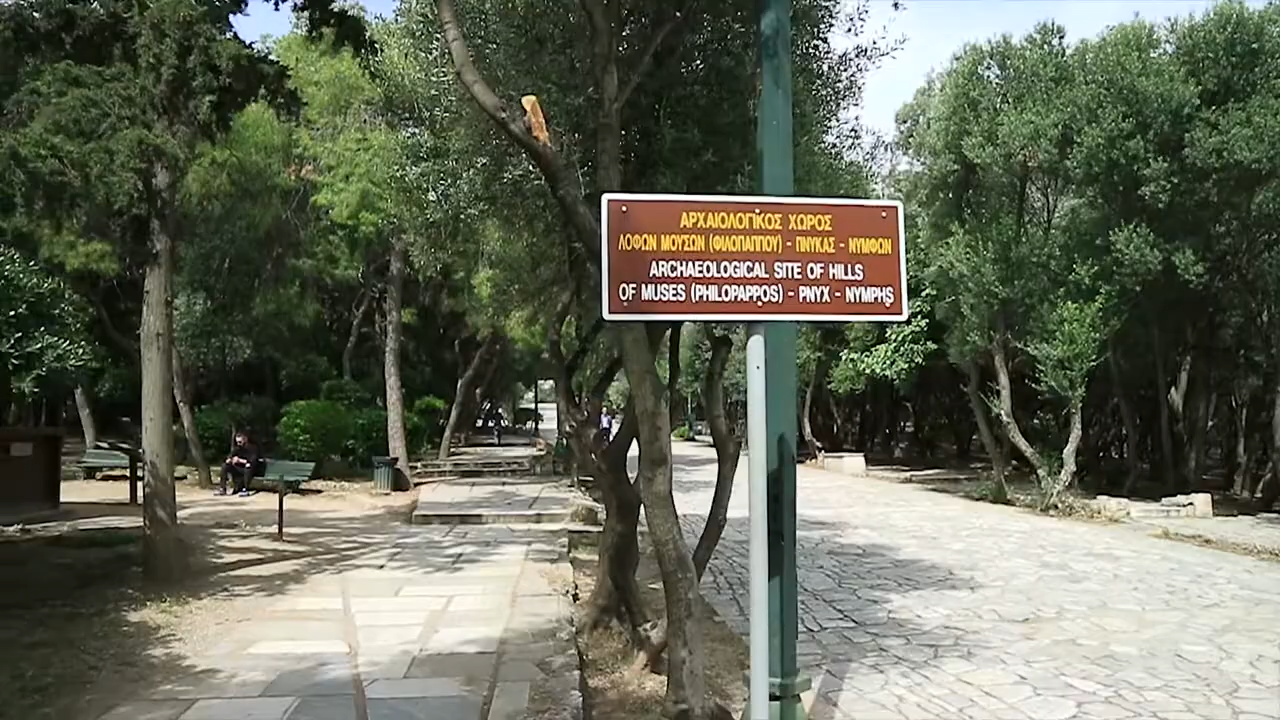 ΑΡΧΑΙΟΛΟΓΙΚΟΣ ΧΩΡΟΣ
ΛΟΦΩΝ ΜΟΥΣΩΝ (ΦΙΛΟΠΑΠΠΟΥ) - ΠΝΥΚΑΣ - ΝΥΜΦΩΝ
ARCHAEOLOGICAL SITE OF HILLS
OF MUSES (PHILOPAPPOS) - PNYX - NYMPHS